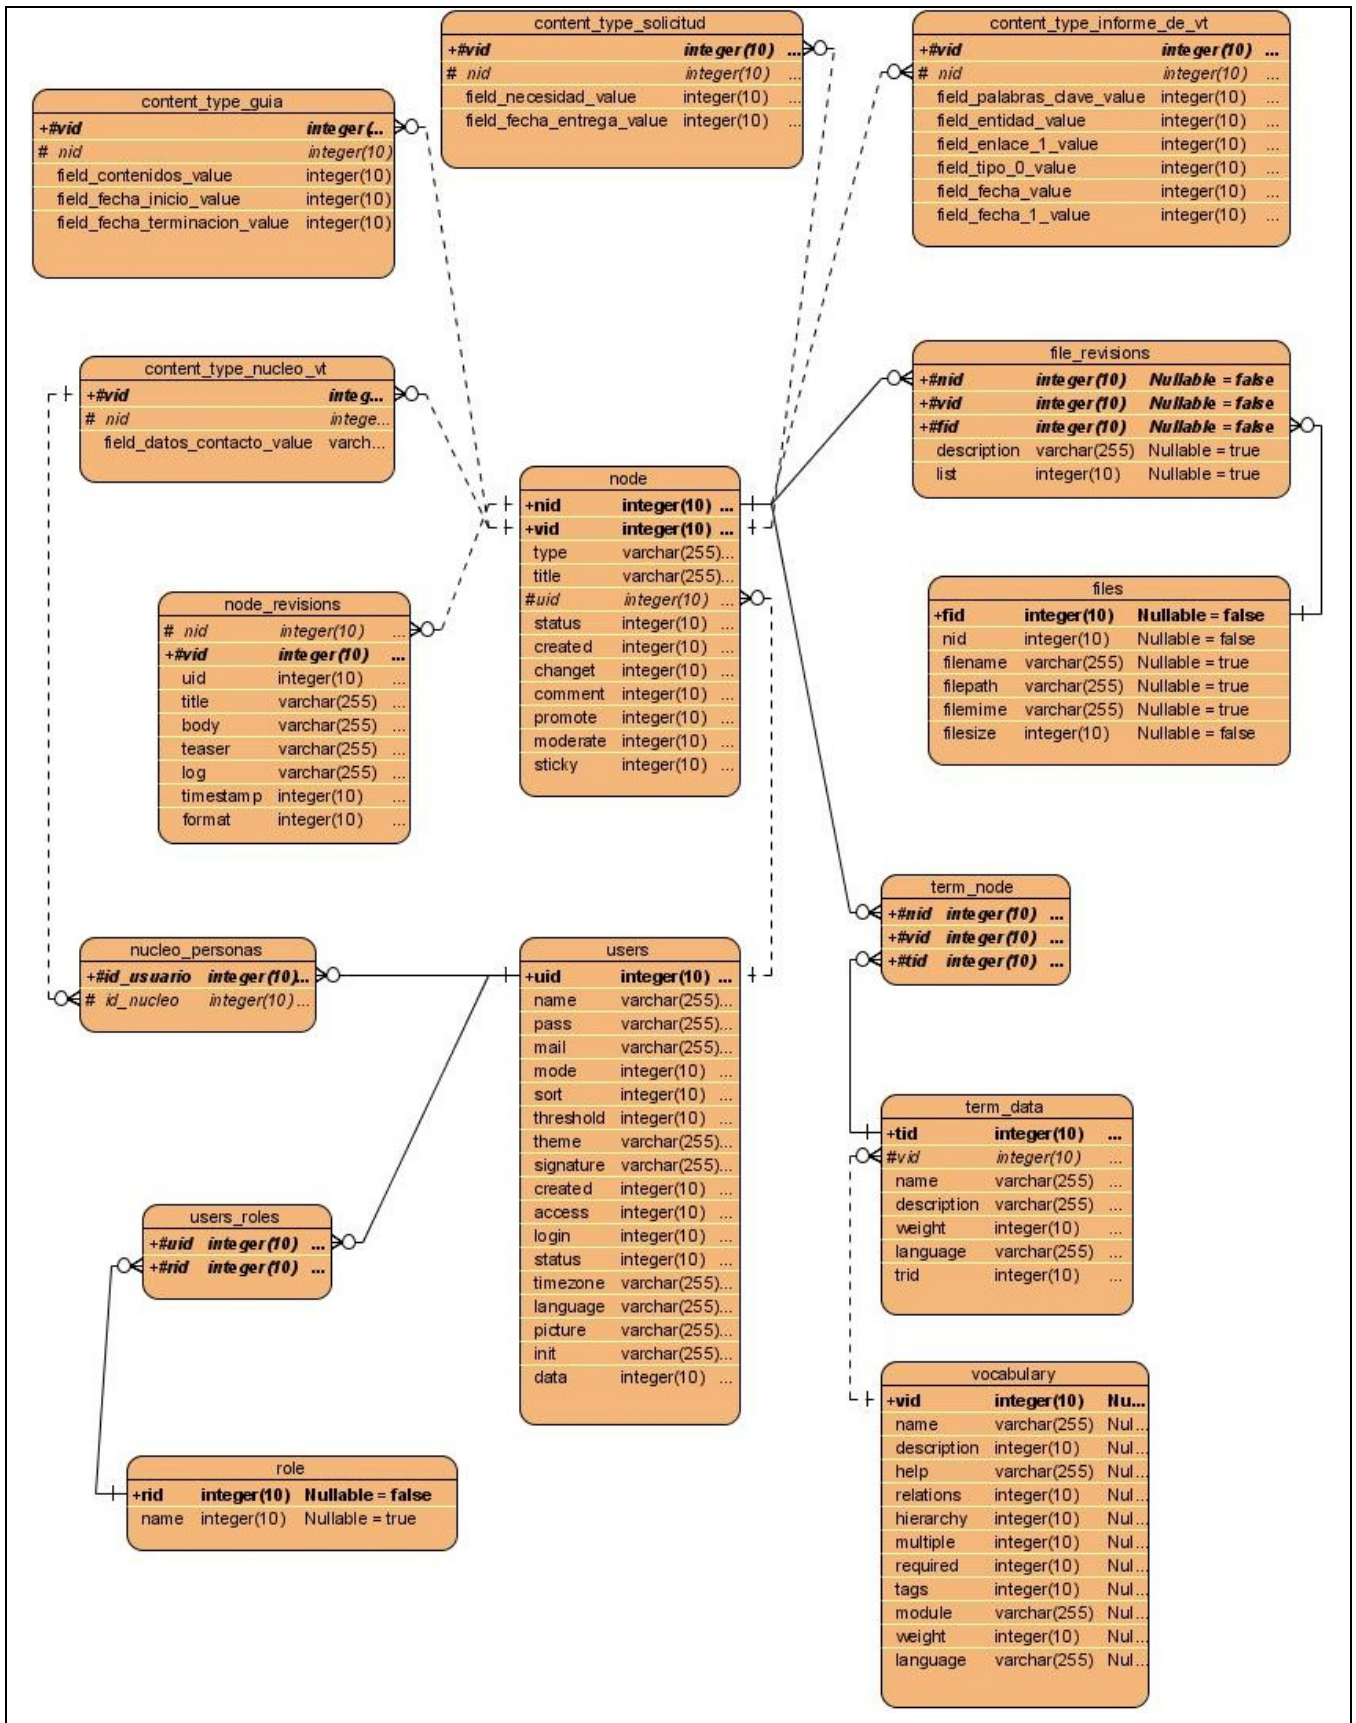 content_type_solicitud
+#vid integer(10) ...
# nid integer(10) ...
field_necesidad_value integer(10) ...
field_fecha_entrega_value integer(10) ...
content_type_informe_de_vt
+#vid integer(10) ...
# nid integer(10) ...
field_palabras_clave_value integer(10) ...
field_entidad_value integer(10) ...
field_enlace_1_value integer(10) ...
field_tipo_0_value integer(10) ...
field_fecha_value integer(10) ...
field_fecha_1_value integer(10) ...
content_type_guia
+#vid integer(...
# nid integer(10)
field_contenidos_value integer(10)
field_fecha_inicio_value integer(10)
field_fecha_terminacion_value integer(10)
content_type_nucleo_vt
+#vid integ...
# nid intege...
field_datos_contacto_value varch...
file_revisions
+#nid integer(10) Nullable = false
+#vid integer(10) Nullable = false
+#fid integer(10) Nullable = false
description varchar(255) Nullable = true
list integer(10) Nullable = true
node
+nid integer(10) ...
+vid integer(10) ...
type varchar(255)...
title varchar(255)...
#uid integer(10) ...
status integer(10) ...
created integer(10) ...
changet integer(10) ...
comment integer(10) ...
promote integer(10) ...
moderate integer(10) ...
sticky integer(10) ...
node_revisions
# nid integer(10) ...
+#vid integer(10) ...
uid integer(10) ...
title varchar(255) ...
body varchar(255) ...
teaser varchar(255) ...
log varchar(255) ...
timestamp integer(10) ...
format integer(10) ...
files
+fid integer(10) Nullable = false
nid integer(10) Nullable = false
filename varchar(255) Nullable = true
filepath varchar(255) Nullable = true
filemime varchar(255) Nullable = true
filesize integer(10) Nullable = false
term_node
+#nid integer(10) ...
+#vid integer(10) ...
+#tid integer(10) ...
nucleo_personas
+#id_usuario integer(10)...
# id_nucleo integer(10) ...
users
+uid integer(10) ...
name varchar(255)...
pass varchar(255)...
mail varchar(255)...
mode integer(10) ...
sort integer(10) ...
threshold integer(10) ...
theme varchar(255)...
signature varchar(255)...
created integer(10) ...
access integer(10) ...
login integer(10) ...
status integer(10) ...
timezone varchar(255)...
language varchar(255)...
picture varchar(255)...
init varchar(255)...
data integer(10) ...
term_data
+tid integer(10) ...
#vid integer(10) ...
name varchar(255) ...
description varchar(255) ...
weight integer(10) ...
language varchar(255) ...
trid integer(10) ...
users_roles
+#uid integer(10) ...
+#rid integer(10) ...
vocabulary
+vid integer(10) Nu...
name varchar(255) Nul...
description integer(10) Nul...
help varchar(255) Nul...
relations integer(10) Nul...
hierarchy integer(10) Nul...
multiple integer(10) Nul...
required integer(10) Nul...
tags integer(10) Nul...
module varchar(255) Nul...
weight integer(10) Nul...
language varchar(255) Nul...
role
+rid integer(10) Nullable = false
name integer(10) Nullable = true